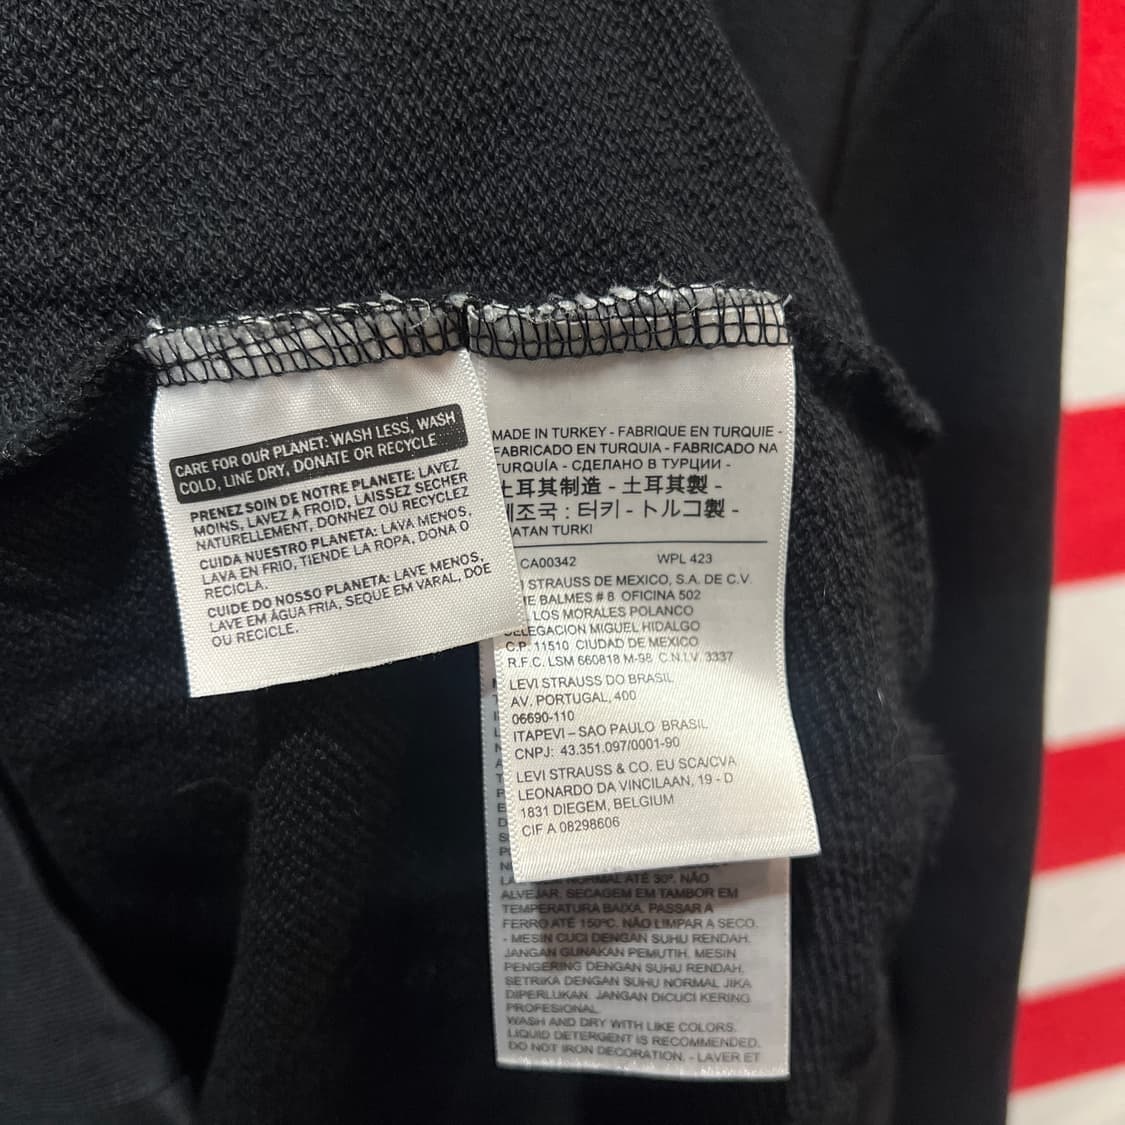 CARE FOR OUR PLANET: WASH LESS, WASH
COLD, LINE DRY, DONATE OR RECYCLE
PRENEZ SOIN DE NOTRE PLANETE: LAVEZ
MOINS, LAVEZ A FROID, LAISSEZ SECHER
NATURELLEMENT, DONNEZ OU RECYCLEZ
CUIDA NUESTRO PLANETA: LAVA MENOS,
LAVA EN FRIO, TIENDE LA ROPA, DONA O
RECICLA.
CUIDE DO NOSSO PLANETA: LAVE MENOS,
LAVE EM ÁGUA FRIA, SEQUE EM VARAL, DOE
OU RECICLE.
MADE IN TURKEY - FABRIQUE EN TURQUIE -
FABRICADO EN TURQUIA - FABRICADO NA
TURQUÍA - СДЕЛАНО В ТУРЦИИ -
土耳其制造 - 土耳其製 -
제조국 : 터키 - トルコ製 -
ATAN TURKI
CA00342 WPL 423
STRAUSS DE MEXICO, S.A. DE C.V.
BALMES # 8 OFICINA 502
LOS MORALES POLANCO
DELEGACION MIGUEL HIDALGO
C.P. 11510 CIUDAD DE MEXICO
R.F.C. LSM 660818 M-98 C.N.I.V. 3337
LEVI STRAUSS DO BRASIL
AV. PORTUGAL, 400
06690-110
ITAPEVI – SAO PAULO BRASIL
CNPJ: 43.351.097/0001-90
LEVI STRAUSS & CO. EU SCA/CVA
LEONARDO DA VINCILAAN, 19 - D
1831 DIEGEM, BELGIUM
CIF A 08298606
NORMAL ATÉ 30º. NÃO
ALVEJAR. SECAGEM EM TAMBOR EM
TEMPERATURA BAIXA. PASSAR A
FERRO ATÉ 150ºC. NÃO LIMPAR A SECO.
- MESIN CUCI DENGAN SUHU RENDAH.
JANGAN GUNAKAN PEMUTIH. MESIN
PENGERING DENGAN SUHU RENDAH.
SETRIKA DENGAN SUHU NORMAL JIKA
DIPERLUKAN. JANGAN DICUCI KERING
PROFESIONAL.
WASH AND DRY WITH LIKE COLORS.
LIQUID DETERGENT IS RECOMMENDED.
DO NOT IRON DECORATION. - LAVER ET